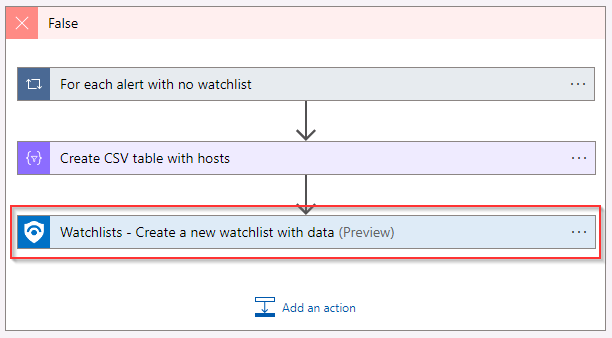 False
For each alert with no watchlist
Create CSV table with hosts
Watchlists - Create a new watchlist with data (Preview)
Add an action